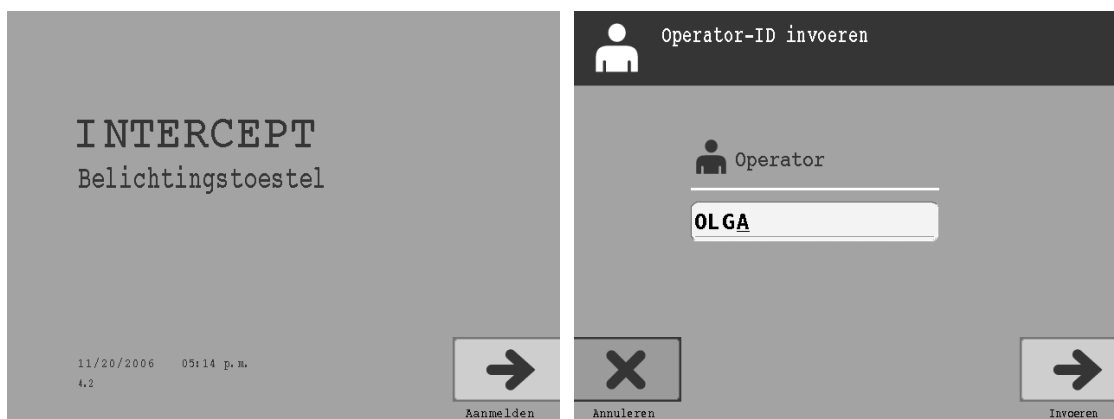 INTERCEPT
Belichtingstoestel
11/20/2006 05:14 p.m.
4.2
Aanmelden
Operator-ID invoeren
Operator
OLGA
Annuleren
Invoeren